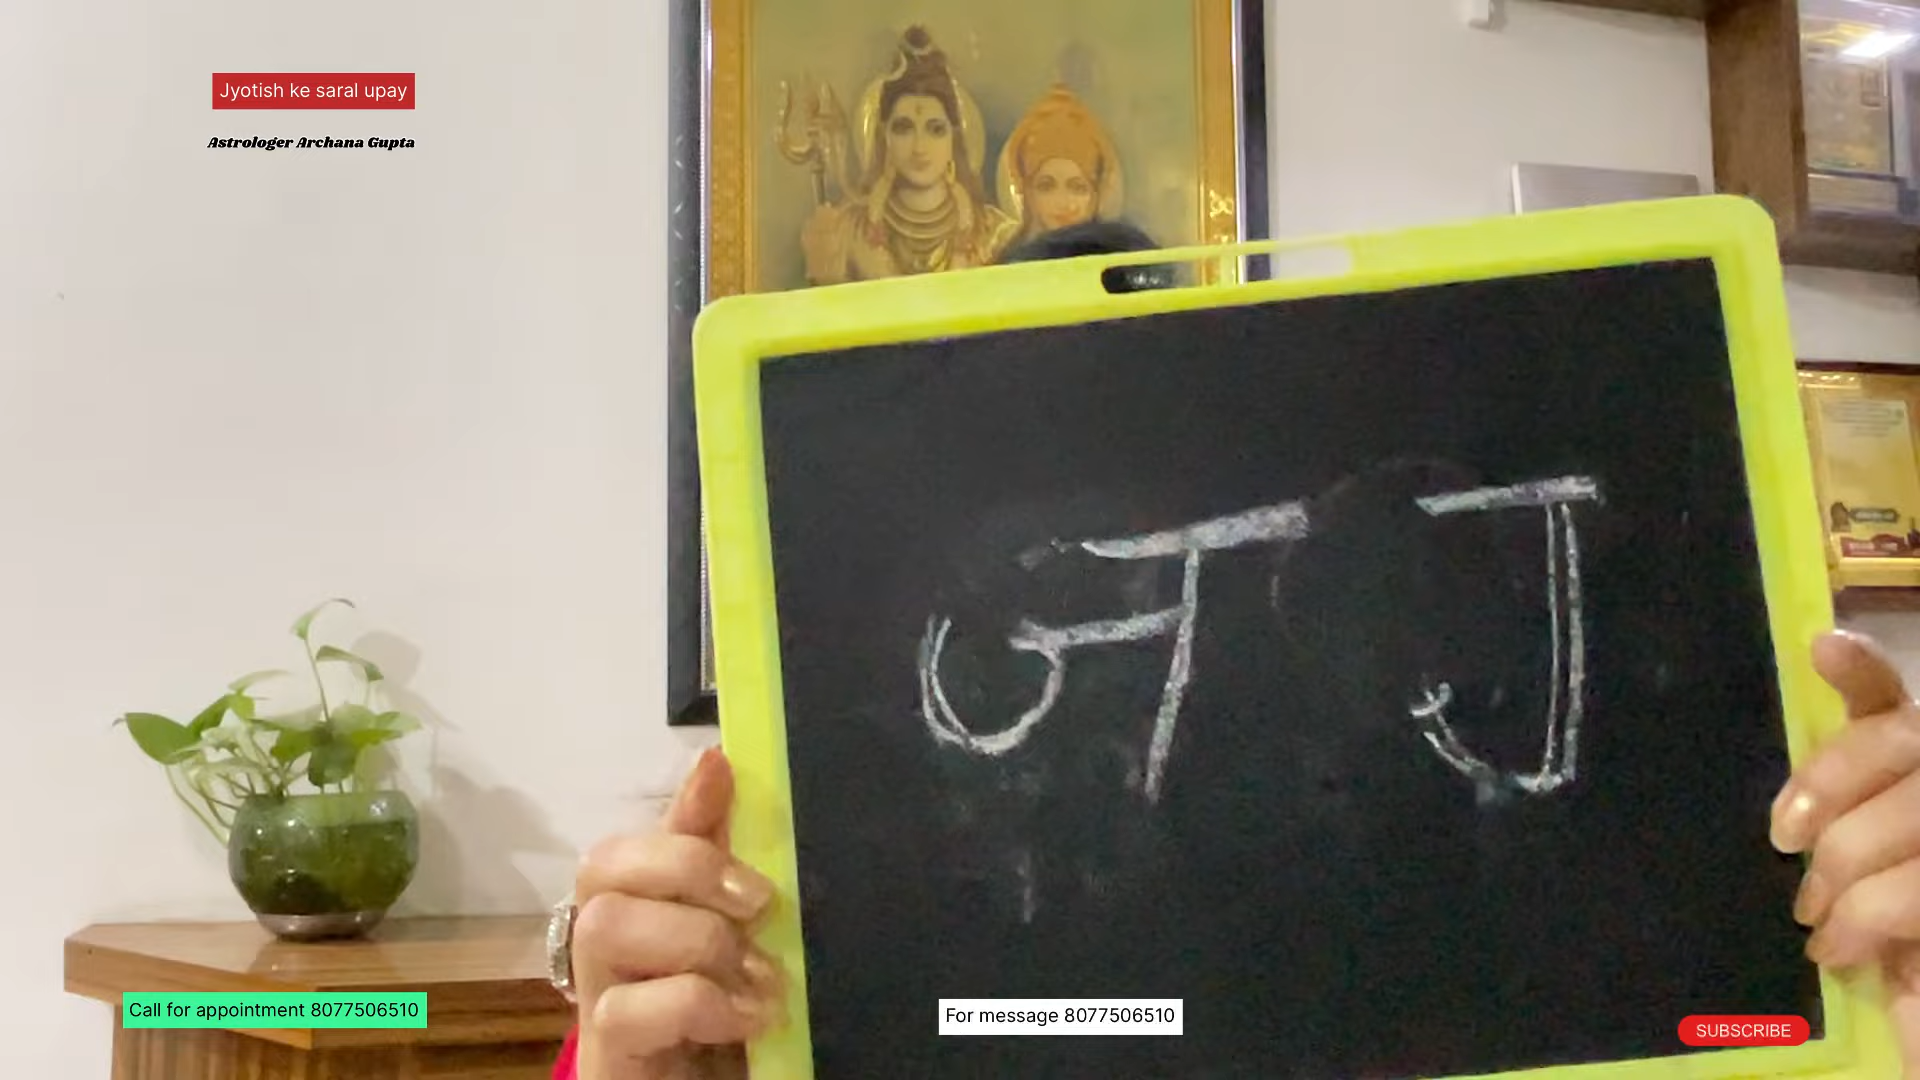 Jyotish ke saral upay
Astrologer Archana Gupta
ज J
Call for appointment 8077506510
For message 8077506510
SUBSCRIBE